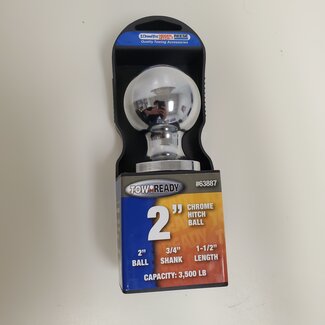 Quality Towing Accessories
TOW READY
#63887
2"
CHROME
HITCH
BALL
2"
BALL
3/4"
SHANK
1-1/2"
LENGTH
CAPACITY: 3,500 LB